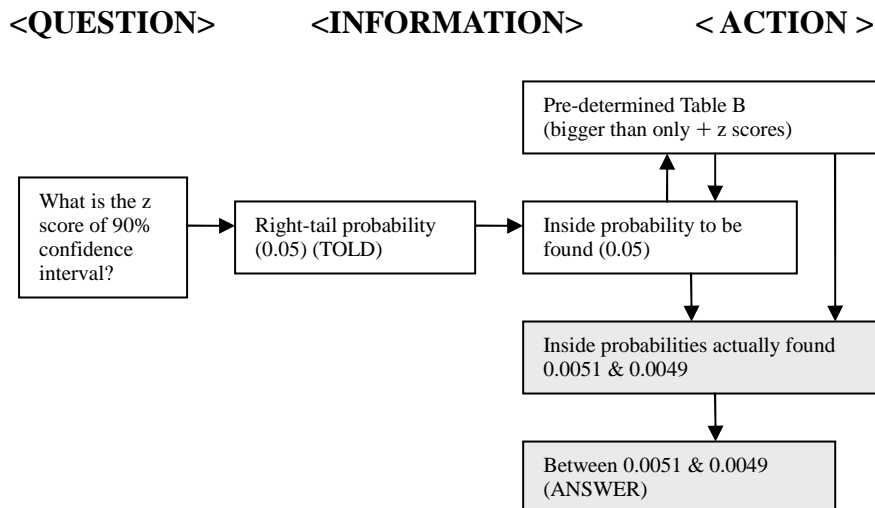 <QUESTION> <INFORMATION> < ACTION >
Pre-determined Table B
(bigger than only + z scores)
What is the z
score of 90%
confidence
interval?
Right-tail probability
(0.05) (TOLD)
Inside probability to be
found (0.05)
Inside probabilities actually found
0.0051 & 0.0049
Between 0.0051 & 0.0049
(ANSWER)